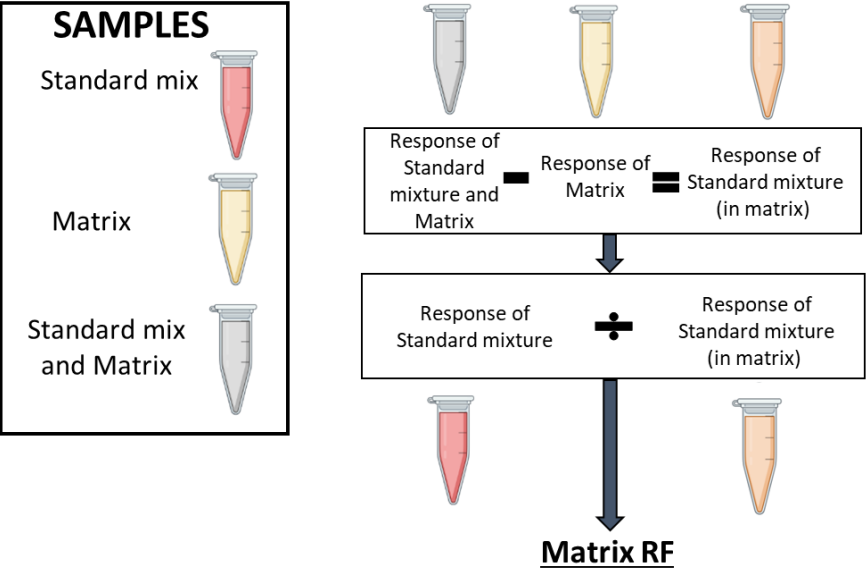 SAMPLES
Standard mix
Matrix
Standard mix
and Matrix
Response of
Standard
mixture and
Matrix
Response of
Matrix
Response of
Standard mixture
(in matrix)
Response of
Standard mixture
Response of
Standard mixture
(in matrix)
Matrix RF